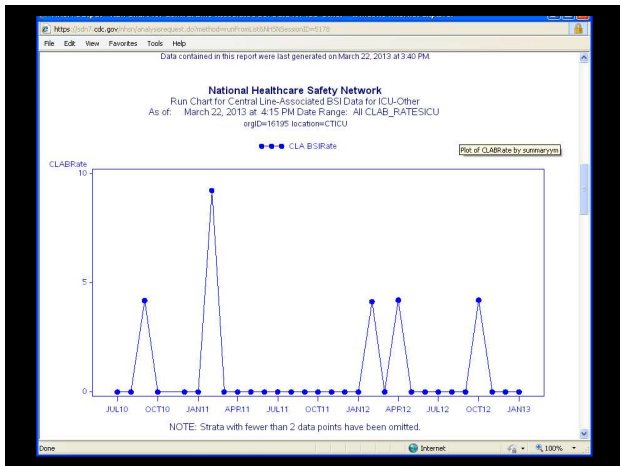 https://sdn7.cdc.gov/nhsn/analyserequest.do?method=runFromList&NHSNSessionID=5178
File Edit View Favorites Tools Help
Data contained in this report were last generated on March 22, 2013 at 3:40 PM.
National Healthcare Safety Network
Run Chart for Central Line-Associated BSI Data for ICU-Other
As of: March 22, 2013 at 4:15 PM Date Range: All CLAB_RATESICU
orgID=16195 location=CTICU
CLA BSIRate
Plot of CLABRate by summaryym
CLABRate
10
5
0
JUL10 OCT10 JAN11 APR11 JUL11 OCT11 JAN12 APR12 JUL12 OCT12 JAN13
NOTE: Strata with fewer than 2 data points have been omitted.
Done Internet 100%